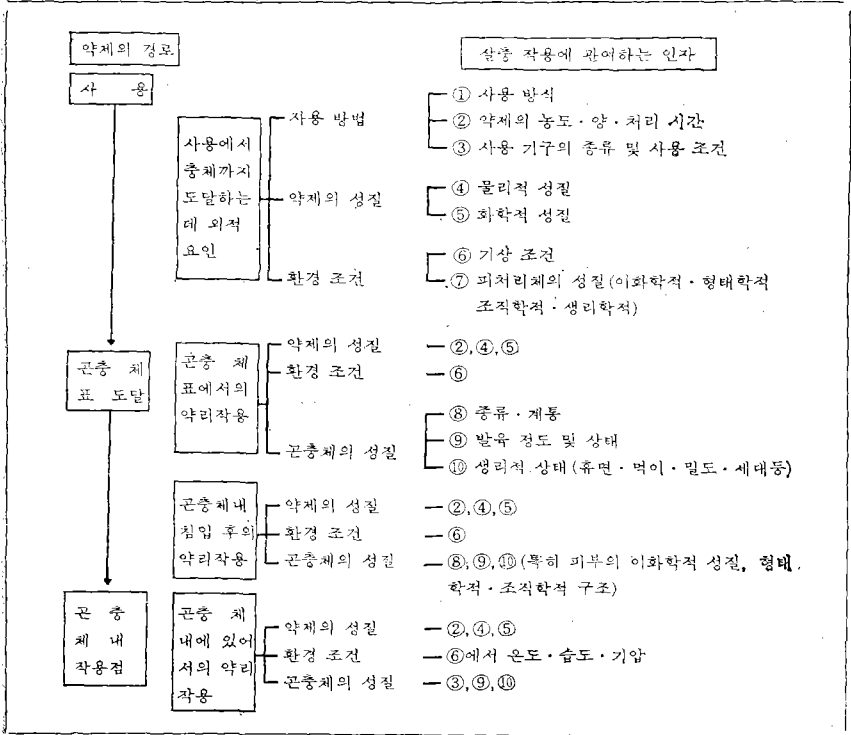 약제의 경로
살충 작용에 관여하는 인자
사 용
사용에서
충체까지
도달하는
데 외적
요인
사용 방법
① 사용 방식
② 약제의 농도·양·처리 시간
③ 사용 기구의 종류 및 사용 조건
약제의 성질
④ 물리적 성질
⑤ 화학적 성질
환경 조건
⑥ 기상 조건
⑦ 피처리체의 성질(이화학적·형태학적
조직학적·생리학적)
곤충 체
표 도달
곤충 체
표에서의
약리작용
약제의 성질 — ②,④,⑤
환경 조건 — ⑥
곤충체의 성질
⑧ 종류·계통
⑨ 발육 정도 및 상태
⑩ 생리적 상태(휴면·먹이·밀도·세대등)
곤충체내
침입 후의
약리작용
약제의 성질 — ②,④,⑤
환경 조건 — ⑥
곤충체의 성질 — ⑧,⑨,⑩(특히 피부의 이화학적 성질, 형태
학적·조직학적 구조)
곤 충
체 내
작용점
곤충 체
내에 있어
서의 약리
작용
약제의 성질 — ②,④,⑤
환경 조건 — ⑥에서 온도·습도·기압
곤충체의 성질 — ③,⑨,⑩